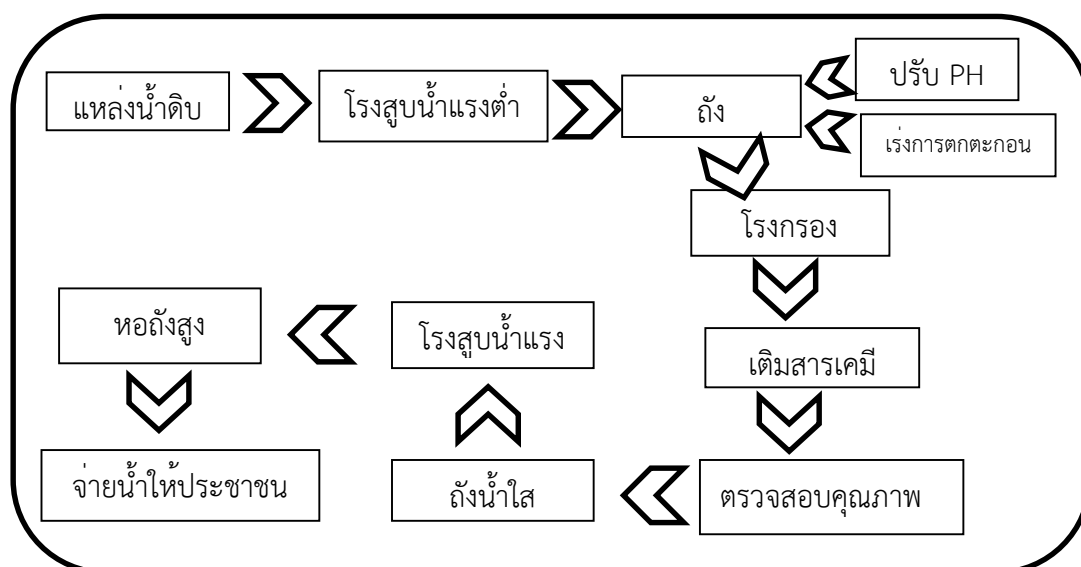 แหล่งน้ำดิบ
โรงสูบน้ำแรงต่ำ
ถัง
ปรับ PH
เร่งการตกตะกอน
โรงกรอง
เติมสารเคมี
ตรวจสอบคุณภาพ
ถังน้ำใส
โรงสูบน้ำแรง
หอถังสูง
จ่ายน้ำให้ประชาชน